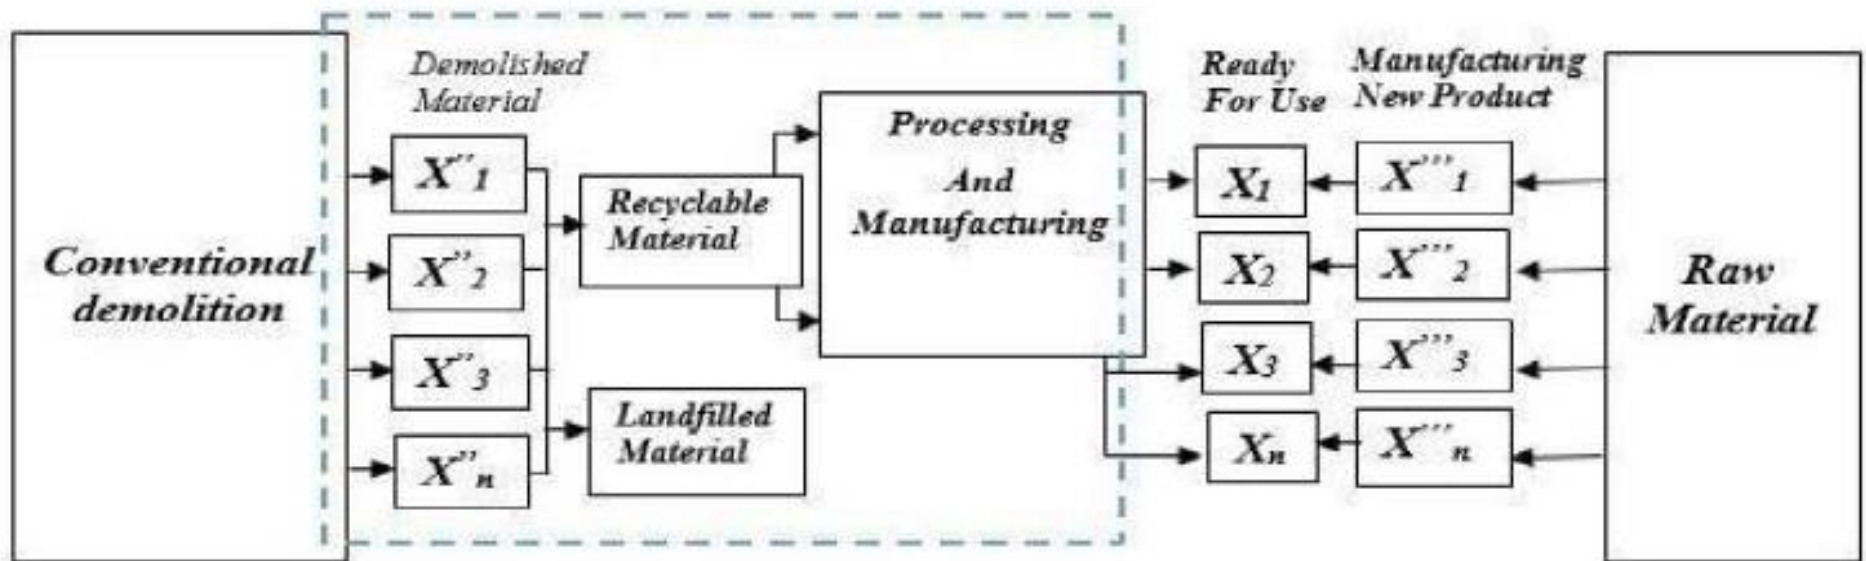 Conventional
demolition
Demolished
Material
X''1
X''2
X''3
X''n
Recyclable
Material
Landfilled
Material
Processing
And
Manufacturing
Ready
For Use
X1
X2
X3
Xn
Manufacturing
New Product
X'''1
X'''2
X'''3
X'''n
Raw
Material